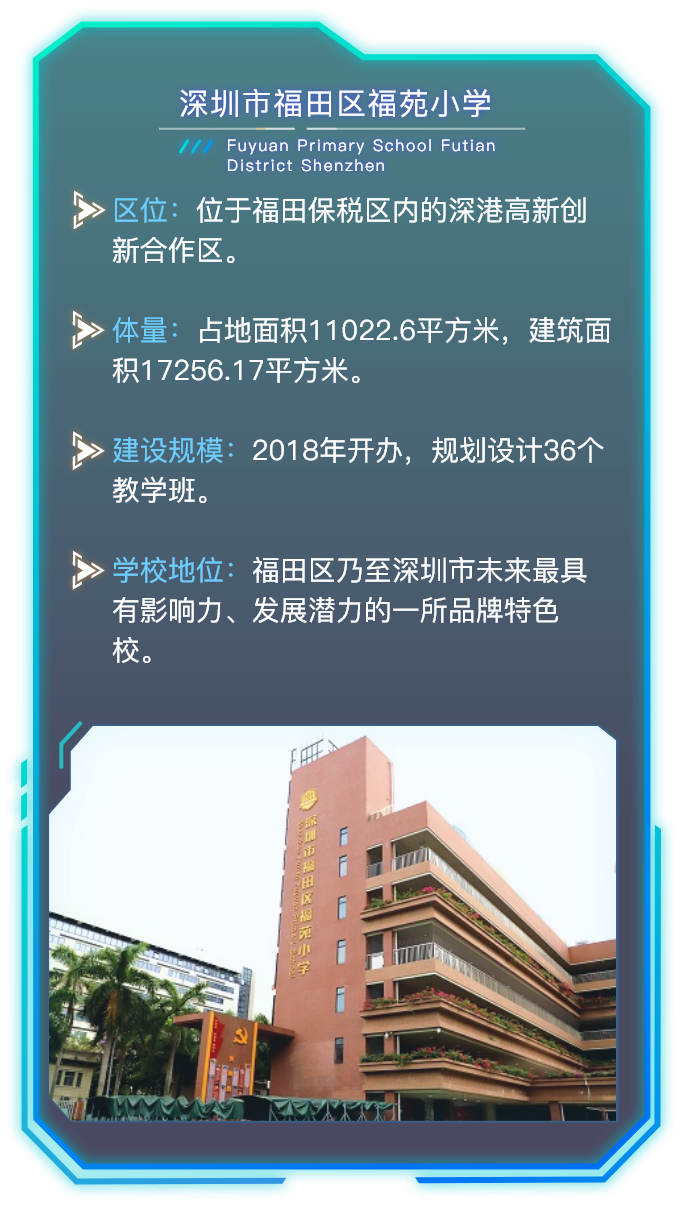 深圳市福田区福苑小学
Fuyuan Primary School Futian
District Shenzhen
区位：位于福田保税区内的深港高新创
新合作区。
体量：占地面积11022.6平方米，建筑面
积17256.17平方米。
建设规模：2018年开办，规划设计36个
教学班。
学校地位：福田区乃至深圳市未来最具
有影响力、发展潜力的一所品牌特色
校。
深圳市福田区福苑小学